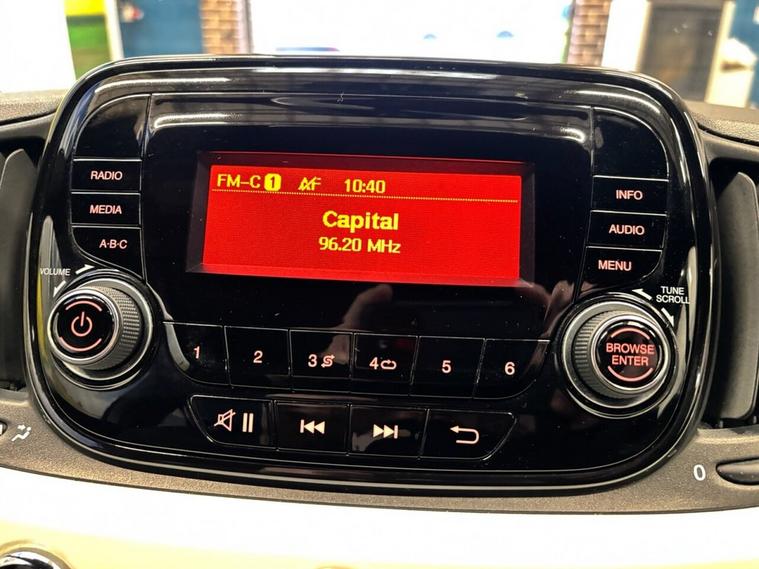 FM-C 1 AF 10:40
Capital
96.20 MHz
RADIO
MEDIA
A-B-C
INFO
AUDIO
MENU
VOLUME
TUNE
SCROLL
BROWSE
ENTER
1
2
3
4
5
6
0